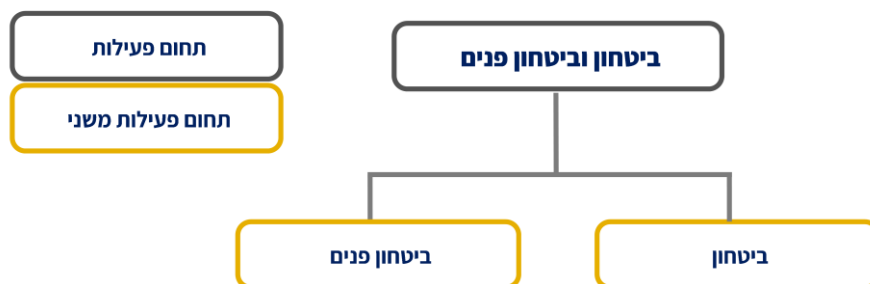 תחום פעילות
תחום פעילות משני
ביטחון וביטחון פנים
ביטחון
ביטחון פנים